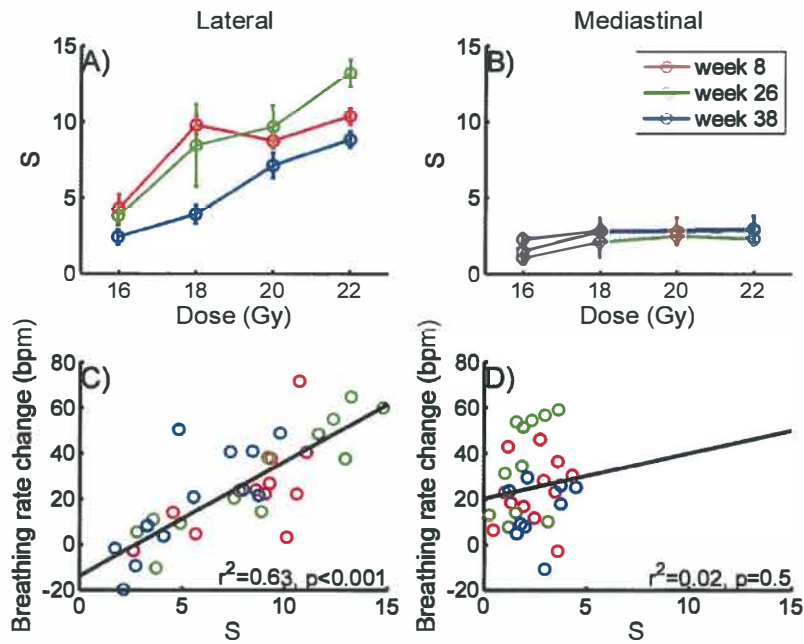 Lateral
Mediastinal
A)
B)
week 8
week 26
week 38
S
15
10
5
0
16 18 20 22
Dose (Gy)
S
15
10
5
0
16 18 20 22
Dose (Gy)
C)
D)
Breathing rate change (bpm)
80
60
40
20
0
-20
r²=0.63, p<0.001
0 5 10 15
S
Breathing rate change (bpm)
80
60
40
20
0
-20
r²=0.02, p=0.5
0 5 10 15
S